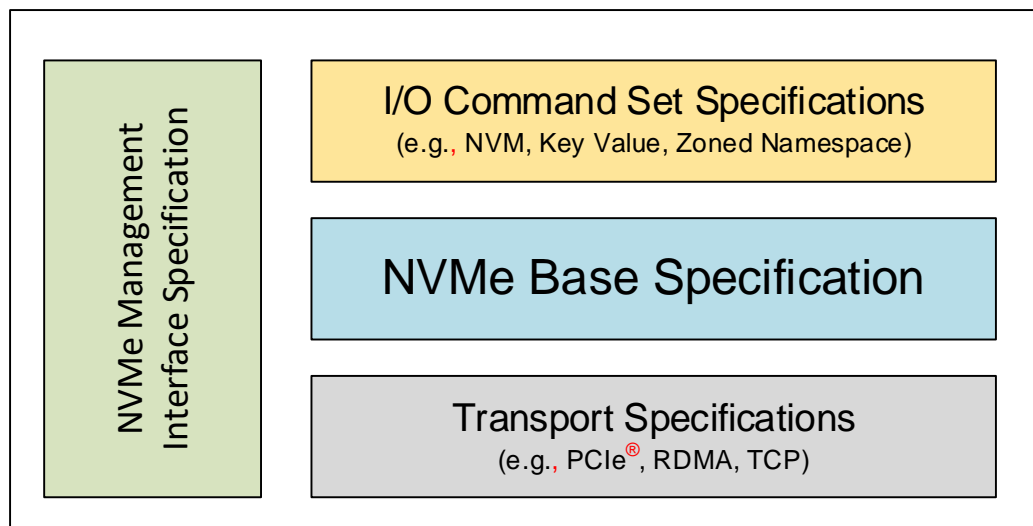 NVMe Management
Interface Specification
I/O Command Set Specifications
(e.g., NVM, Key Value, Zoned Namespace)
NVMe Base Specification
Transport Specifications
(e.g., PCIe®, RDMA, TCP)